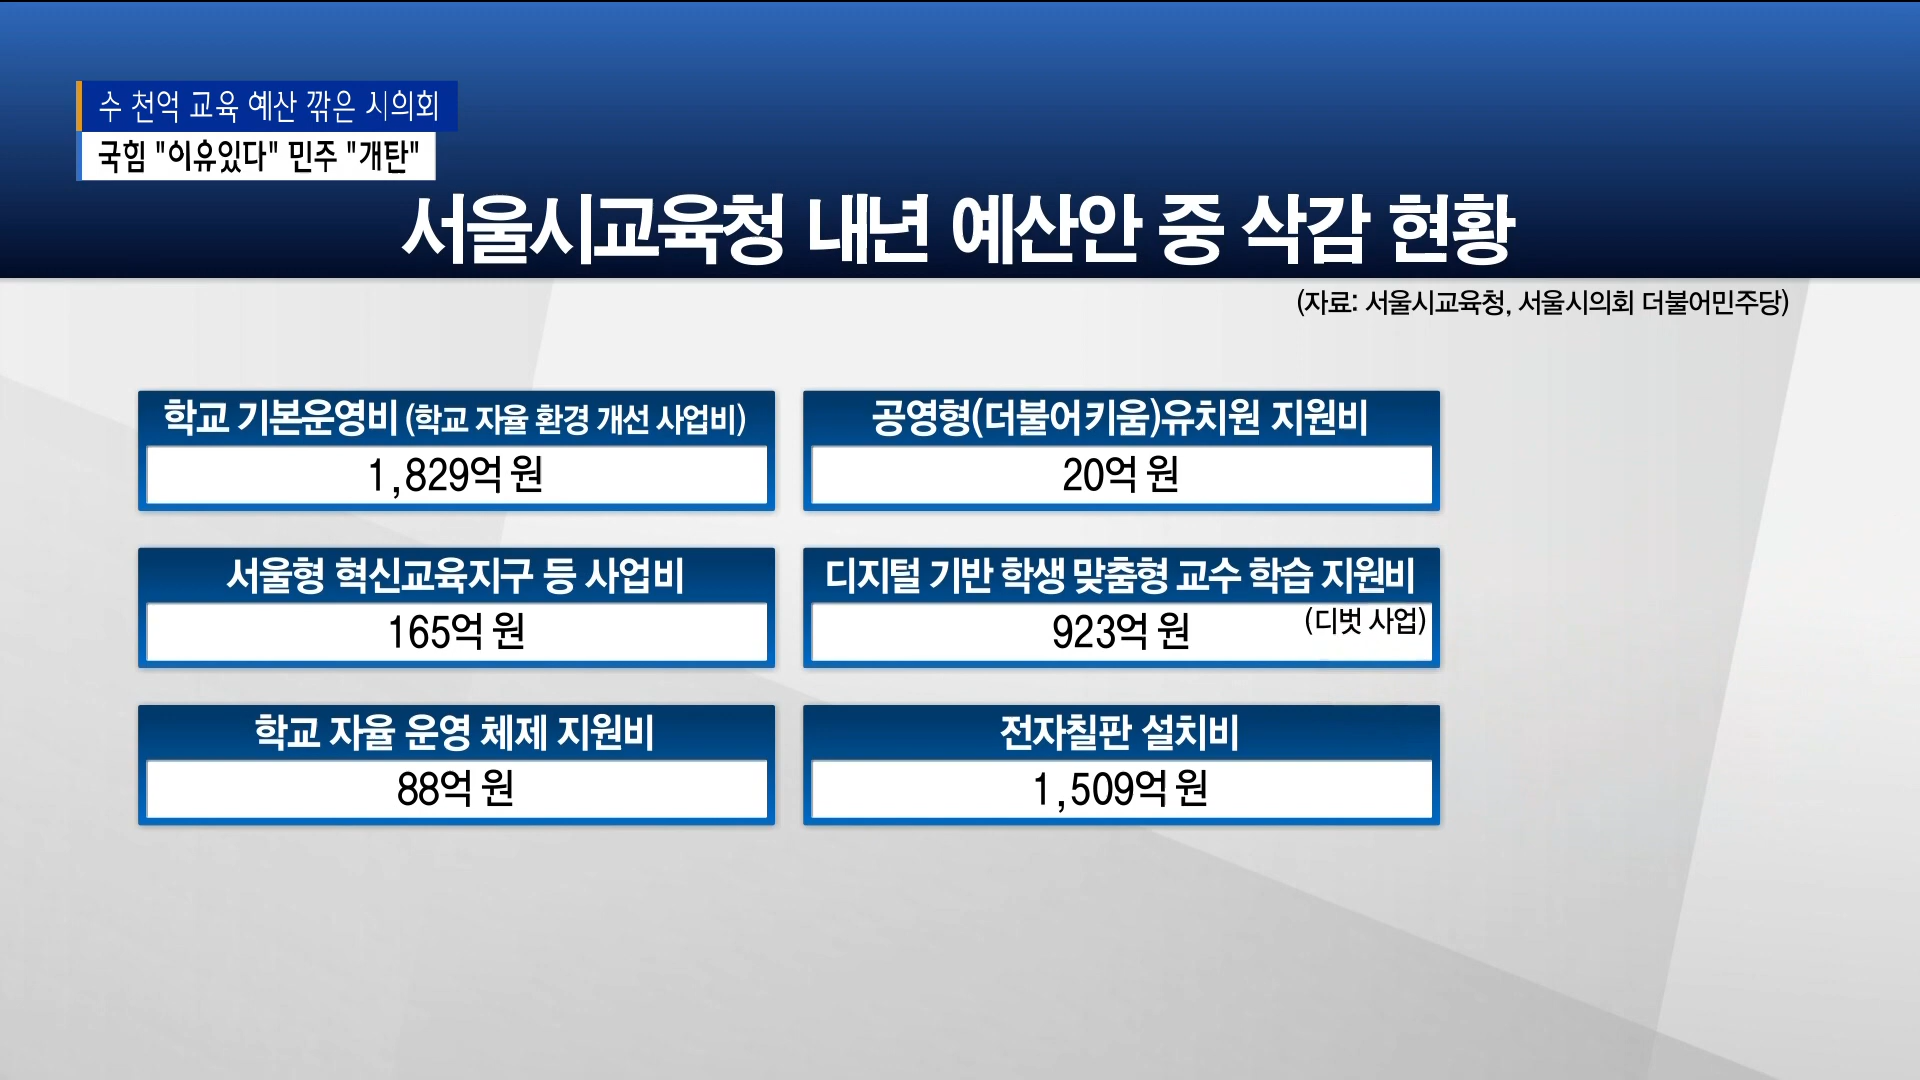 수 천억 교육 예산 깎은 시의회
국힘 "이유있다" 민주 "개탄"
서울시교육청 내년 예산안 중 삭감 현황
(자료: 서울시교육청, 서울시의회 더불어민주당)
학교 기본운영비 (학교 자율 환경 개선 사업비)
1,829억 원
공영형(더불어키움)유치원 지원비
20억 원
서울형 혁신교육지구 등 사업비
165억 원
디지털 기반 학생 맞춤형 교수 학습 지원비
923억 원 (디벗 사업)
학교 자율 운영 체제 지원비
88억 원
전자칠판 설치비
1,509억 원